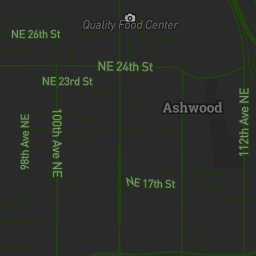 Quality Food Center
NE 26th St
NE 24th St
NE 23rd St
Ashwood
98th Ave NE
100th Ave NE
112th Ave NE
NE 17th St